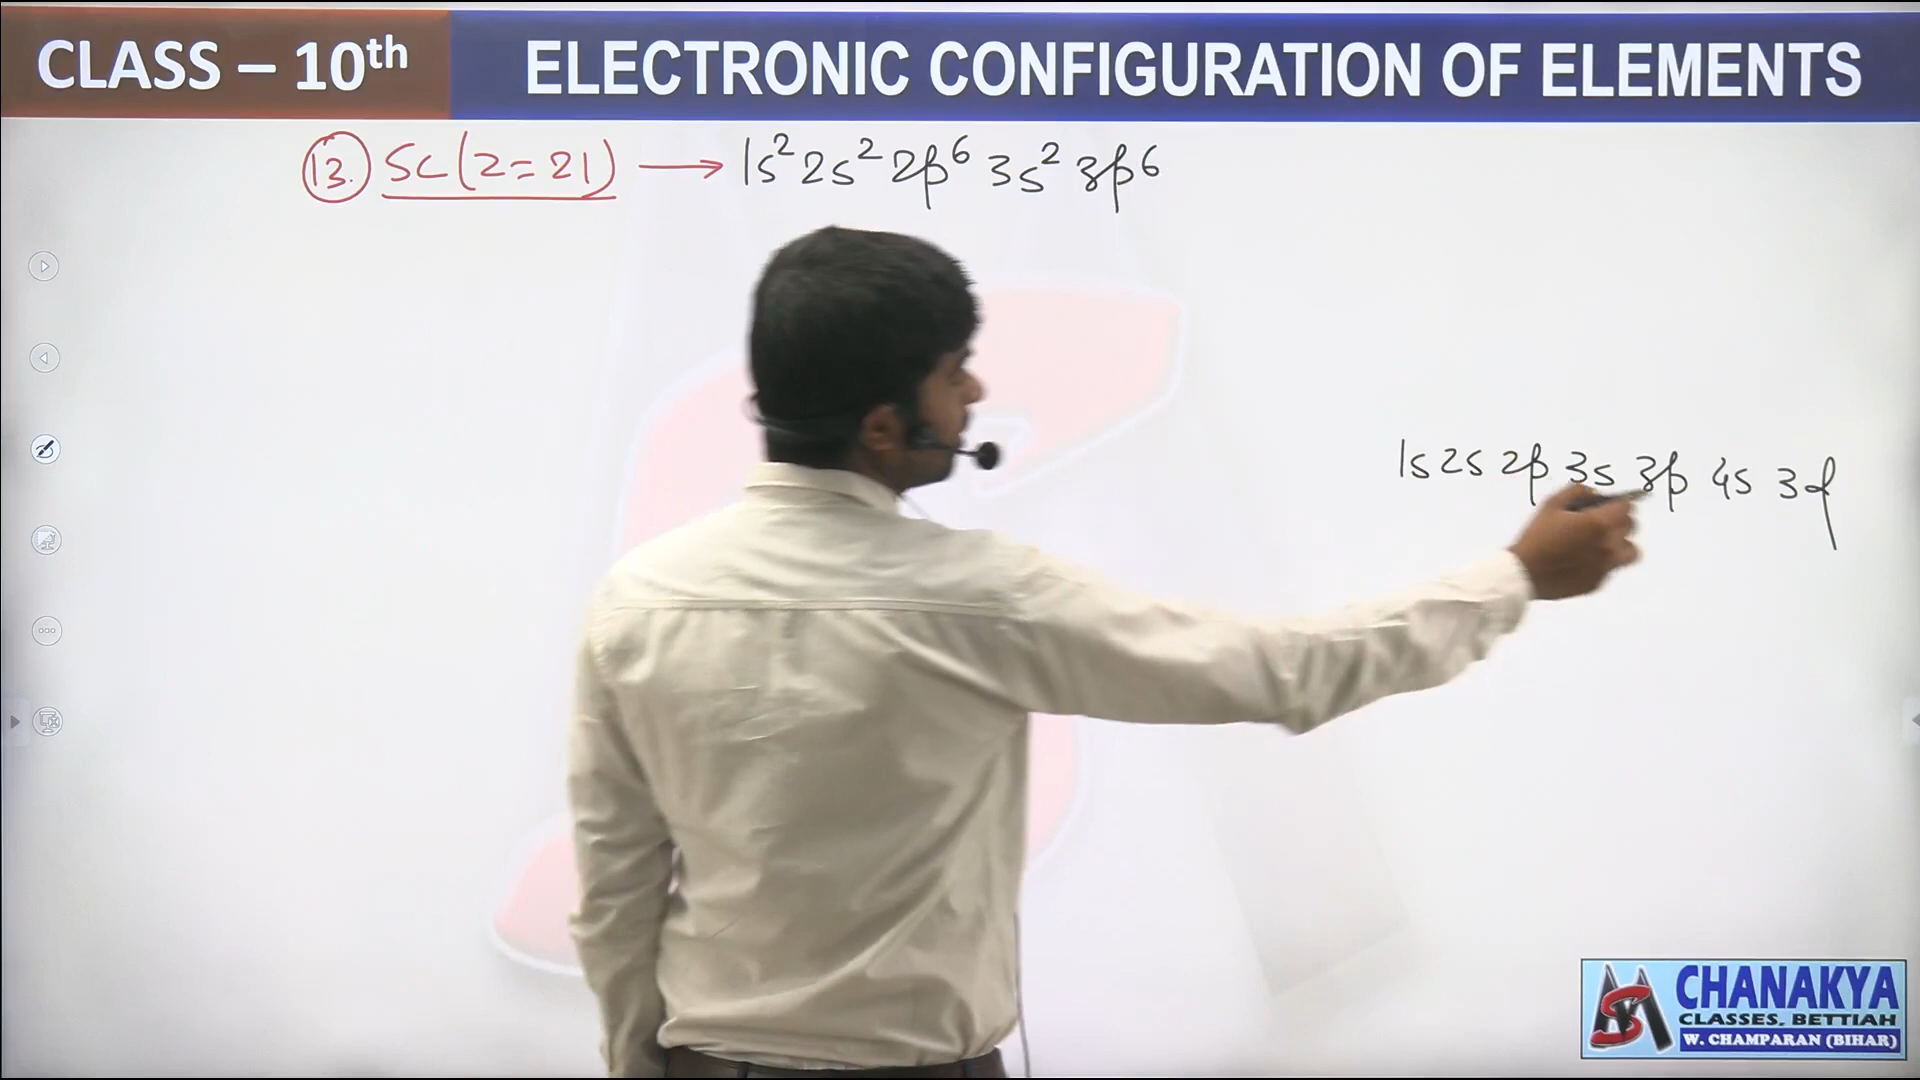 CLASS – 10th ELECTRONIC CONFIGURATION OF ELEMENTS
13. Sc (Z=21) → 1s² 2s² 2p⁶ 3s² 3p⁶
1s 2s 2p 3s 3p 4s 3d
CHANAKYA
CLASSES, BETTIAH
W. CHAMPARAN (BIHAR)